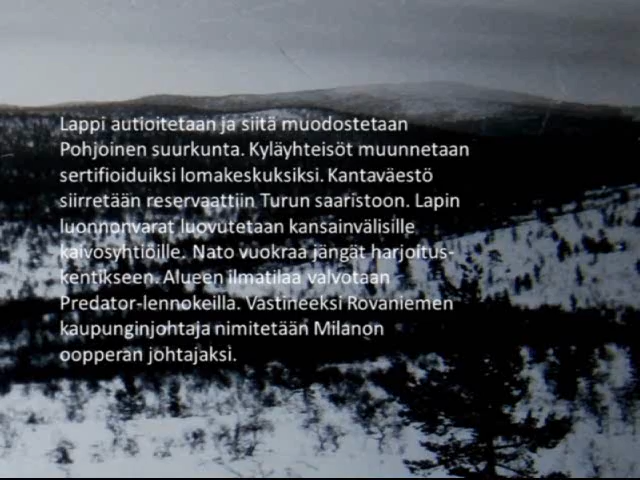 Lappi autioitetaan ja siitä muodostetaan
Pohjoinen suurkunta. Kyläyhteisöt muunnetaan
sertifioiduiksi lomakeskuksiksi. Kantaväestö
siirretään reservaattiin Turun saaristoon. Lapin
luonnonvarat luovutetaan kansainvälisille
kaivosyhtiöille. Nato vuokraa jängät harjoitus-
kentikseen. Alueen ilmatilaa valvotaan
Predator-lennokeilla. Vastineeksi Rovaniemen
kaupunginjohtaja nimitetään Milanon
oopperan johtajaksi.